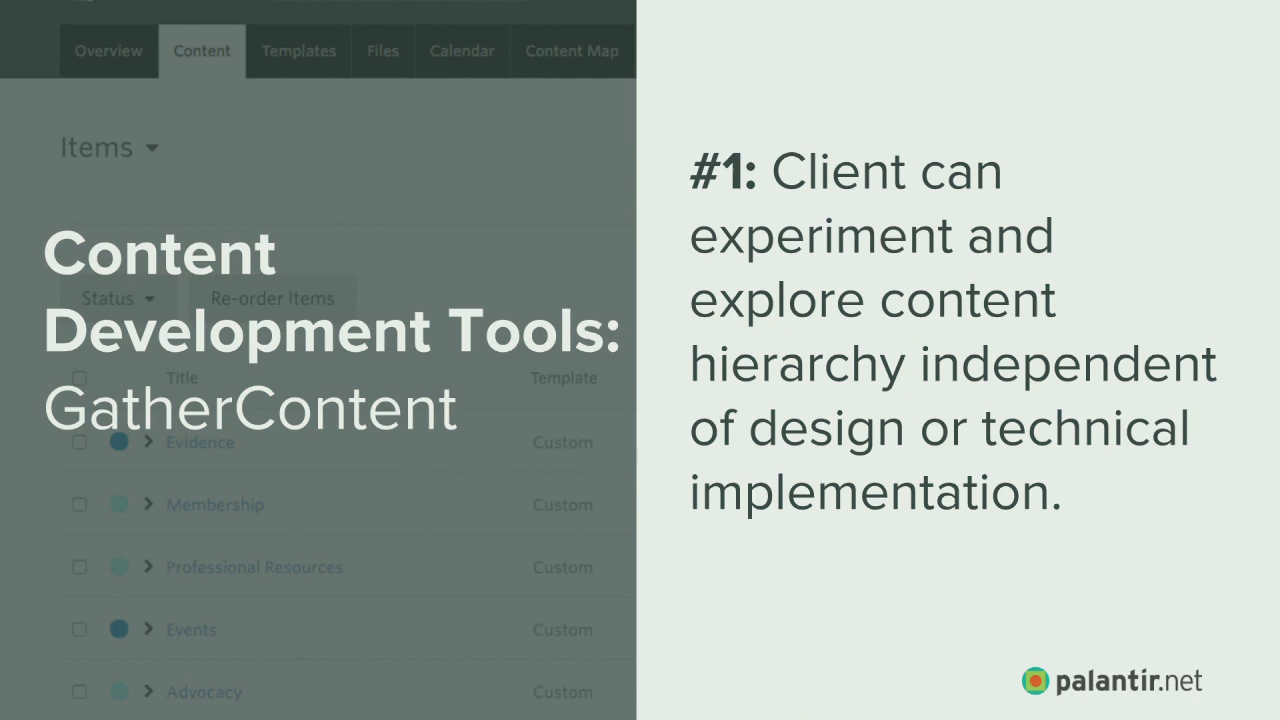 Overview Content Templates Files Calendar Content Map
Items
Content
Status Re-order Items
Development Tools:
Title Template
GatherContent
Evidence Custom
Membership Custom
Professional Resources Custom
Events Custom
Advocacy Custom
#1: Client can
experiment and
explore content
hierarchy independent
of design or technical
implementation.
palantir.net